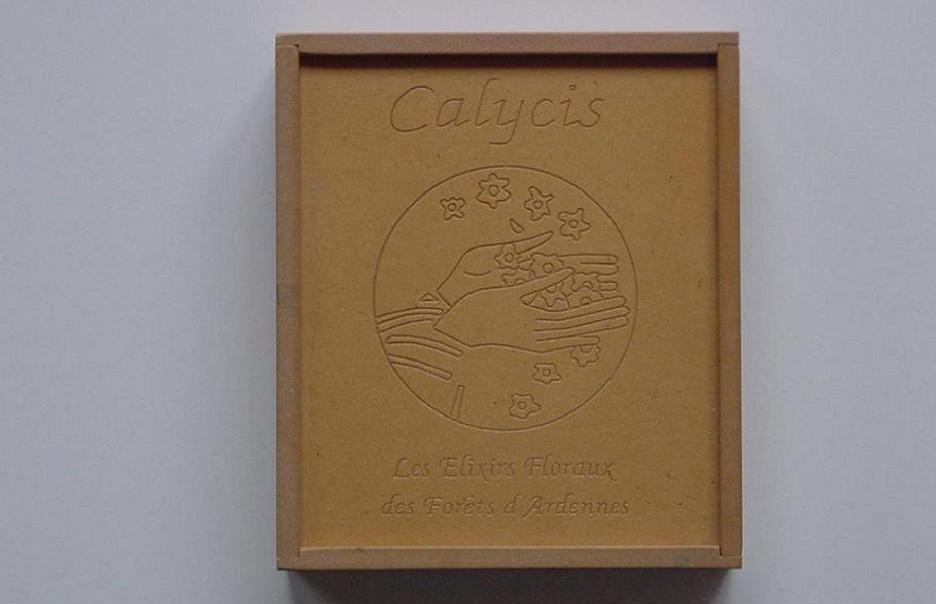 Calycis
Les Elixirs Floraux
des Forêts d'Ardennes